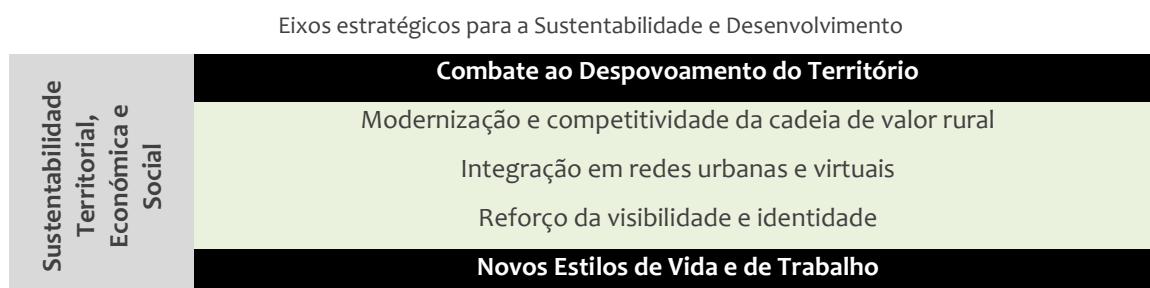 Eixos estratégicos para a Sustentabilidade e Desenvolvimento
Sustentabilidade
Territorial,
Económica e
Social
Combate ao Despovoamento do Território
Modernização e competitividade da cadeia de valor rural
Integração em redes urbanas e virtuais
Reforço da visibilidade e identidade
Novos Estilos de Vida e de Trabalho